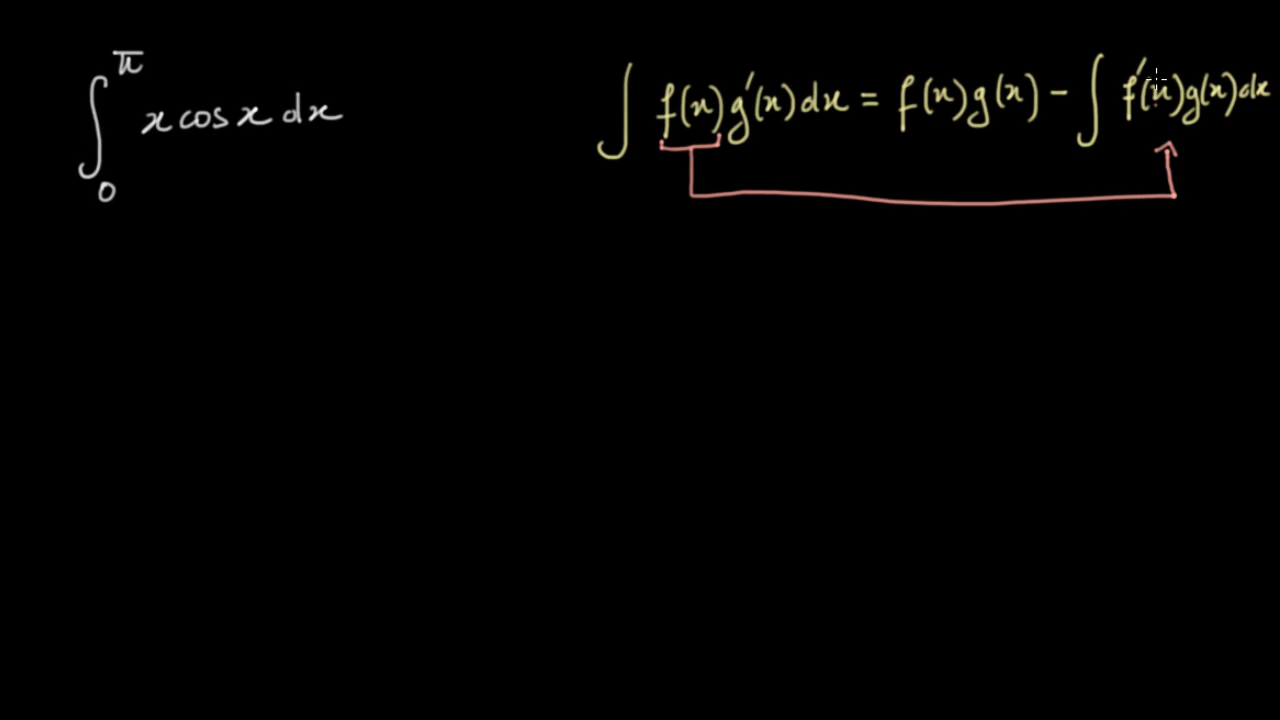 ∫₀^π x cos x dx
∫ f(x)g′(x)dx = f(x)g(x) − ∫ f′(x)g(x)dx